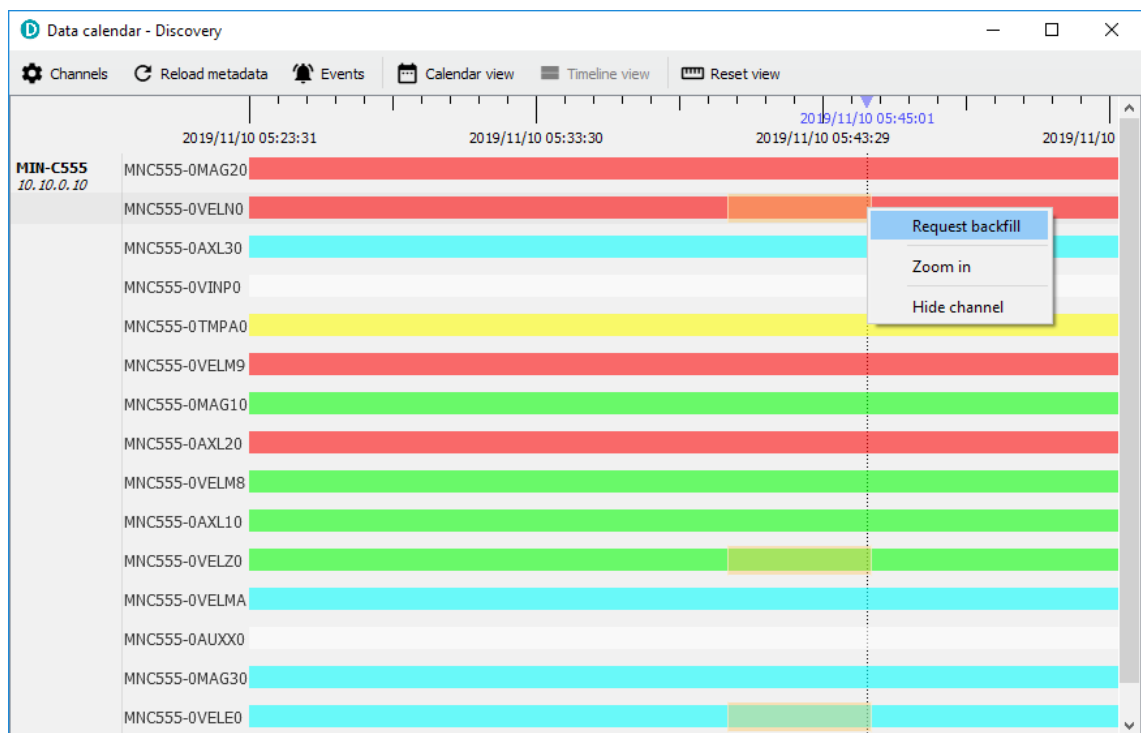 Data calendar - Discovery
Channels Reload metadata Events Calendar view Timeline view Reset view
2019/11/10 05:45:01
2019/11/10 05:23:31 2019/11/10 05:33:30 2019/11/10 05:43:29 2019/11/10
MIN-C555 MNC555-0MAG20
10.10.0.10
MNC555-0VELN0
Request backfill
MNC555-0AXL30
Zoom in
MNC555-0VINP0
Hide channel
MNC555-0TMPA0
MNC555-0VELM9
MNC555-0MAG10
MNC555-0AXL20
MNC555-0VELM8
MNC555-0AXL10
MNC555-0VELZ0
MNC555-0VELMA
MNC555-0AUXX0
MNC555-0MAG30
MNC555-0VELE0